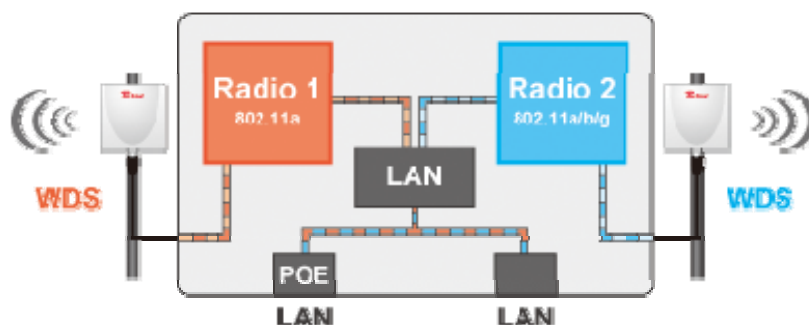 Radio 1
802.11a
Radio 2
802.11a/b/g
LAN
WDS
WDS
POE
LAN
LAN